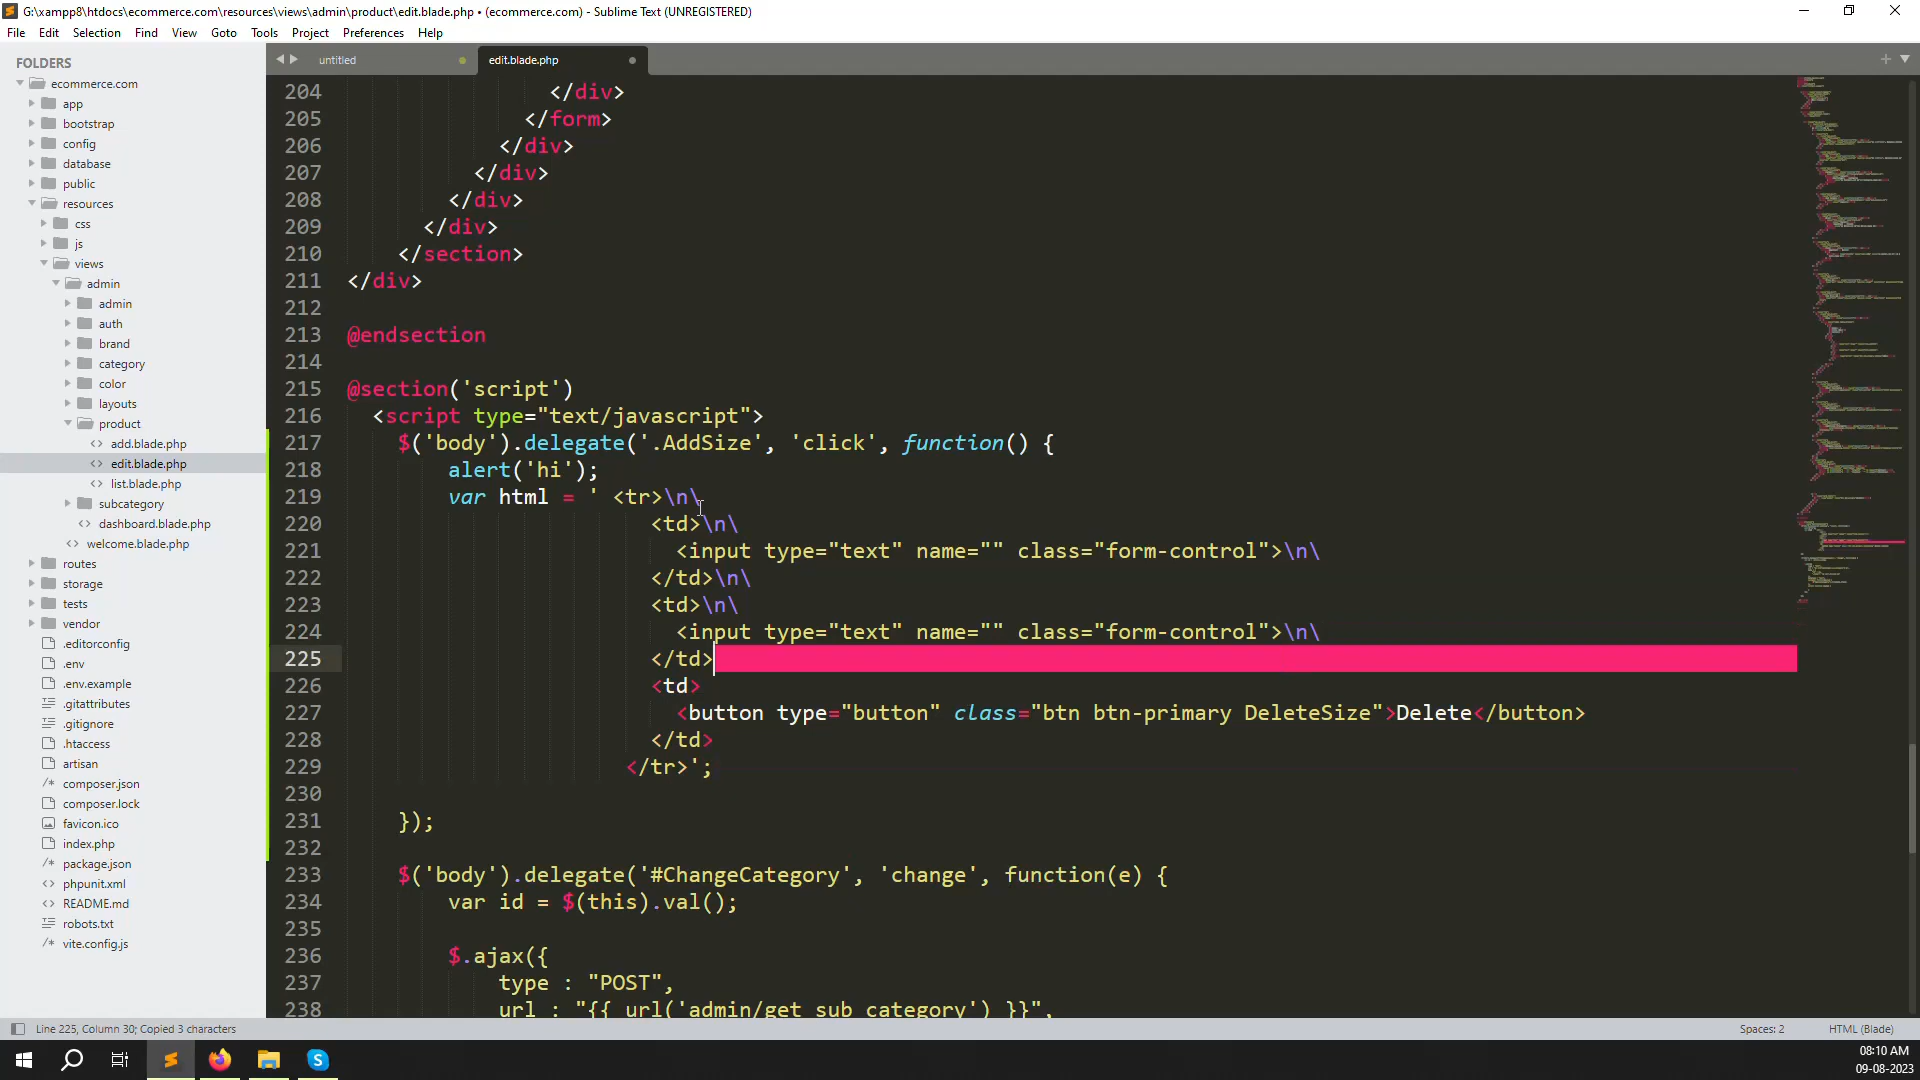 G:\xampp8\htdocs\ecommerce.com\resources\views\admin\product\edit.blade.php • (ecommerce.com) - Sublime Text (UNREGISTERED)
File Edit Selection Find View Goto Tools Project Preferences Help
FOLDERS
ecommerce.com
app
bootstrap
config
database
public
resources
css
js
views
admin
admin
auth
brand
category
color
layouts
product
add.blade.php
edit.blade.php
list.blade.php
subcategory
dashboard.blade.php
welcome.blade.php
routes
storage
tests
vendor
.editorconfig
.env
.env.example
.gitattributes
.gitignore
.htaccess
artisan
composer.json
composer.lock
favicon.ico
index.php
package.json
phpunit.xml
README.md
robots.txt
vite.config.js
untitled
edit.blade.php
204 </div>
205 </form>
206 </div>
207 </div>
208 </div>
209 </div>
210 </section>
211 </div>
212
213 @endsection
214
215 @section('script')
216 <script type="text/javascript">
217 $('body').delegate('.AddSize', 'click', function() {
218 alert('hi');
219 var html = ' <tr>\n\
220 <td>\n\
221 <input type="text" name="" class="form-control">\n\
222 </td>\n\
223 <td>\n\
224 <input type="text" name="" class="form-control">\n\
225 </td>
226 <td>
227 <button type="button" class="btn btn-primary DeleteSize">Delete</button>
228 </td>
229 </tr>';
230
231 });
232
233 $('body').delegate('#ChangeCategory', 'change', function(e) {
234 var id = $(this).val();
235
236 $.ajax({
237 type : "POST",
238 url : "{{ url('admin/get_sub_category') }}",
Line 225, Column 30; Copied 3 characters
Spaces: 2
HTML (Blade)
08:10 AM
09-08-2023